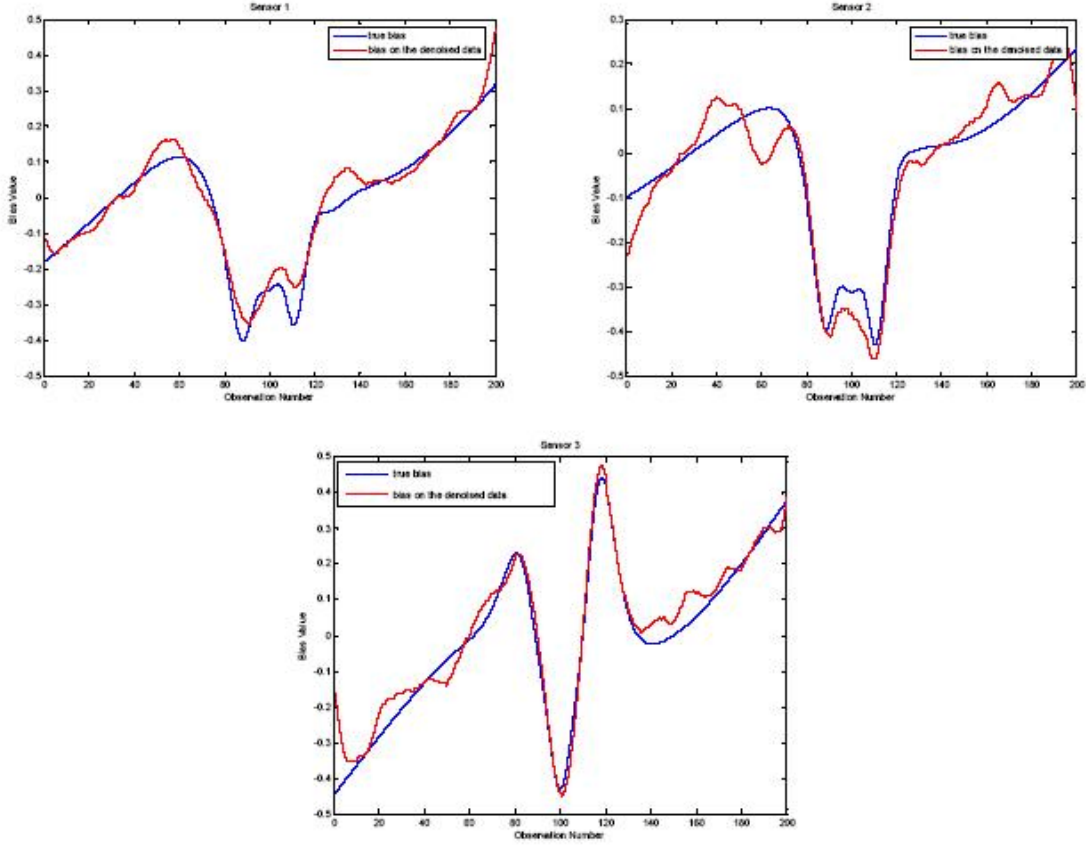 Sensor 1
true bias
bias on the denoised data
Bias Value
0.5
0.4
0.3
0.2
0.1
0
-0.1
-0.2
-0.3
-0.4
-0.5
0 20 40 60 80 100 120 140 160 180 200
Observation Number
Sensor 2
true bias
bias on the denoised data
Bias Value
0.3
0.2
0.1
0
-0.1
-0.2
-0.3
-0.4
-0.5
0 20 40 60 80 100 120 140 160 180 200
Observation Number
Sensor 3
true bias
bias on the denoised data
Bias Value
0.5
0.4
0.3
0.2
0.1
0
-0.1
-0.2
-0.3
-0.4
-0.5
0 20 40 60 80 100 120 140 160 180 200
Observation Number